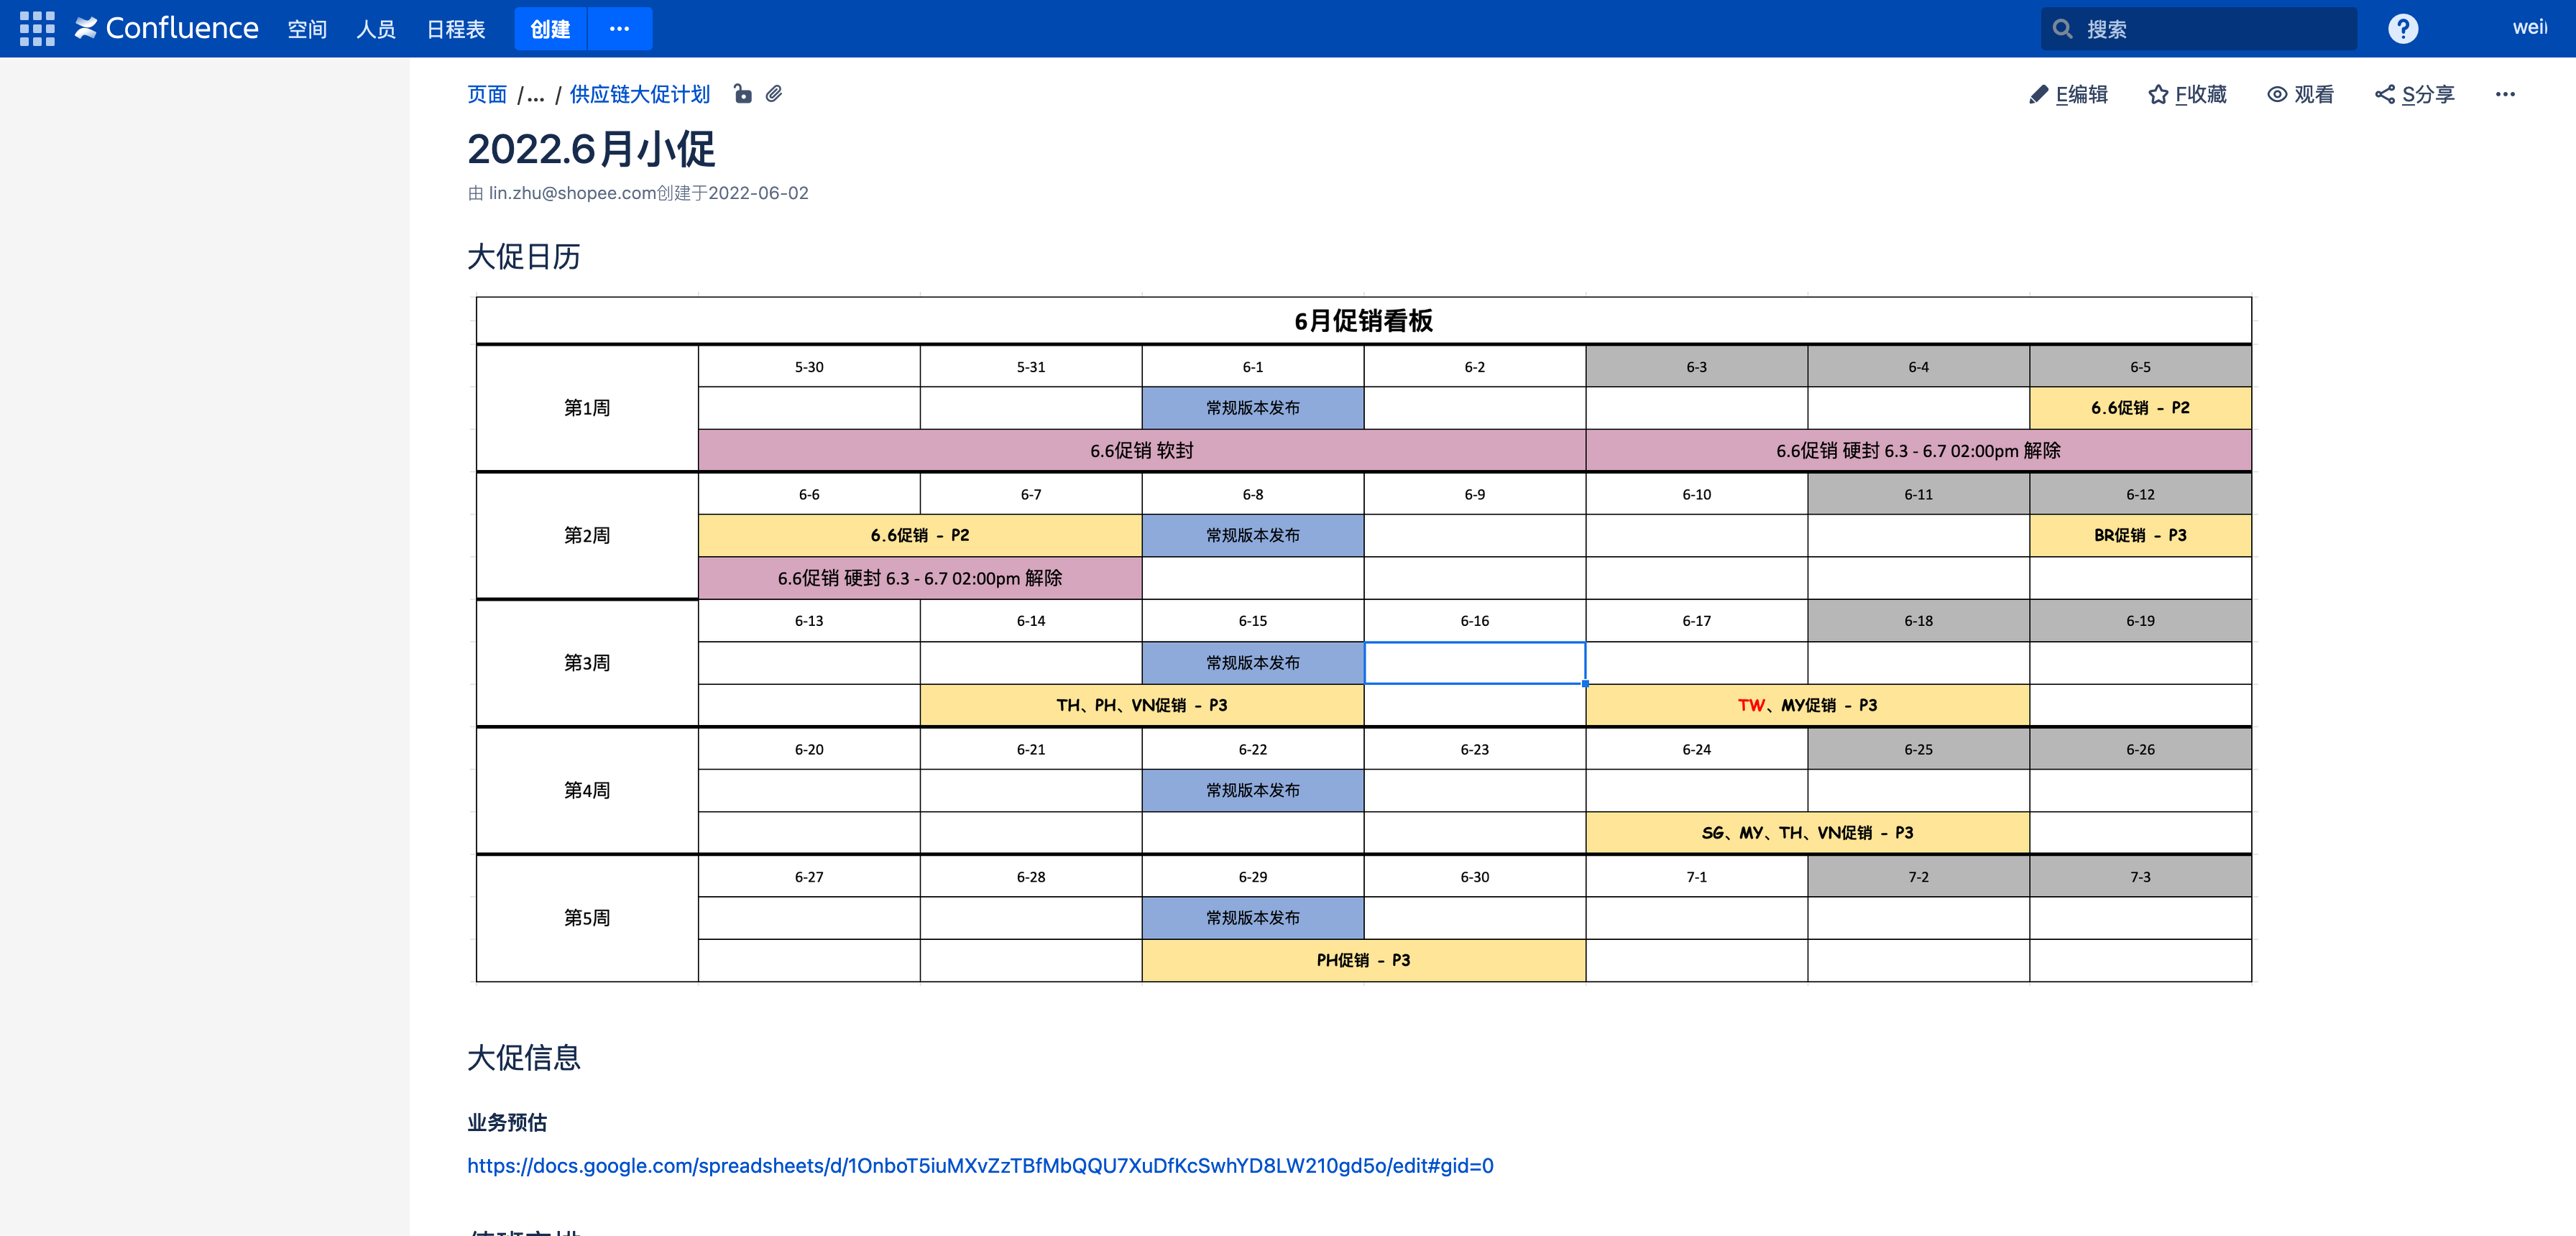 Confluence 空间 人员 日程表 创建 ··· 搜索 ? wei
页面 /... / 供应链大促计划 E编辑 F收藏 观看 S分享 ···
2022.6月小促
由 lin.zhu@shopee.com创建于2022-06-02
大促日历
6月促销看板
第1周 5-30 5-31 6-1 6-2 6-3 6-4 6-5
常规版本发布 6.6促销 - P2
6.6促销 软封 6.6促销 硬封 6.3 - 6.7 02:00pm 解除
第2周 6-6 6-7 6-8 6-9 6-10 6-11 6-12
6.6促销 - P2 常规版本发布 BR促销 - P3
6.6促销 硬封 6.3 - 6.7 02:00pm 解除
第3周 6-13 6-14 6-15 6-16 6-17 6-18 6-19
常规版本发布
TH、PH、VN促销 - P3 TW、MY促销 - P3
第4周 6-20 6-21 6-22 6-23 6-24 6-25 6-26
常规版本发布
SG、MY、TH、VN促销 - P3
第5周 6-27 6-28 6-29 6-30 7-1 7-2 7-3
常规版本发布
PH促销 - P3
大促信息
业务预估
https://docs.google.com/spreadsheets/d/1OnboT5iuMXvZzTBfMbQQU7XuDfKcSwhYD8LW210gd5o/edit#gid=0